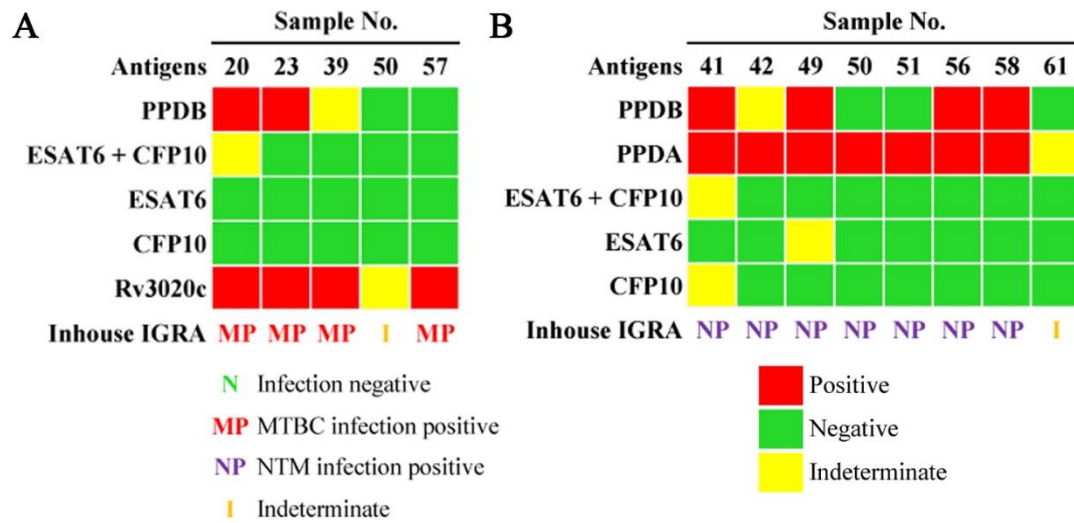 A
Sample No.
Antigens 20 23 39 50 57
PPDB
ESAT6 + CFP10
ESAT6
CFP10
Rv3020c
Inhouse IGRA MP MP MP I MP
N Infection negative
MP MTBC infection positive
NP NTM infection positive
I Indeterminate
B
Sample No.
Antigens 41 42 49 50 51 56 58 61
PPDB
PPDA
ESAT6 + CFP10
ESAT6
CFP10
Inhouse IGRA NP NP NP NP NP NP NP I
Positive
Negative
Indeterminate